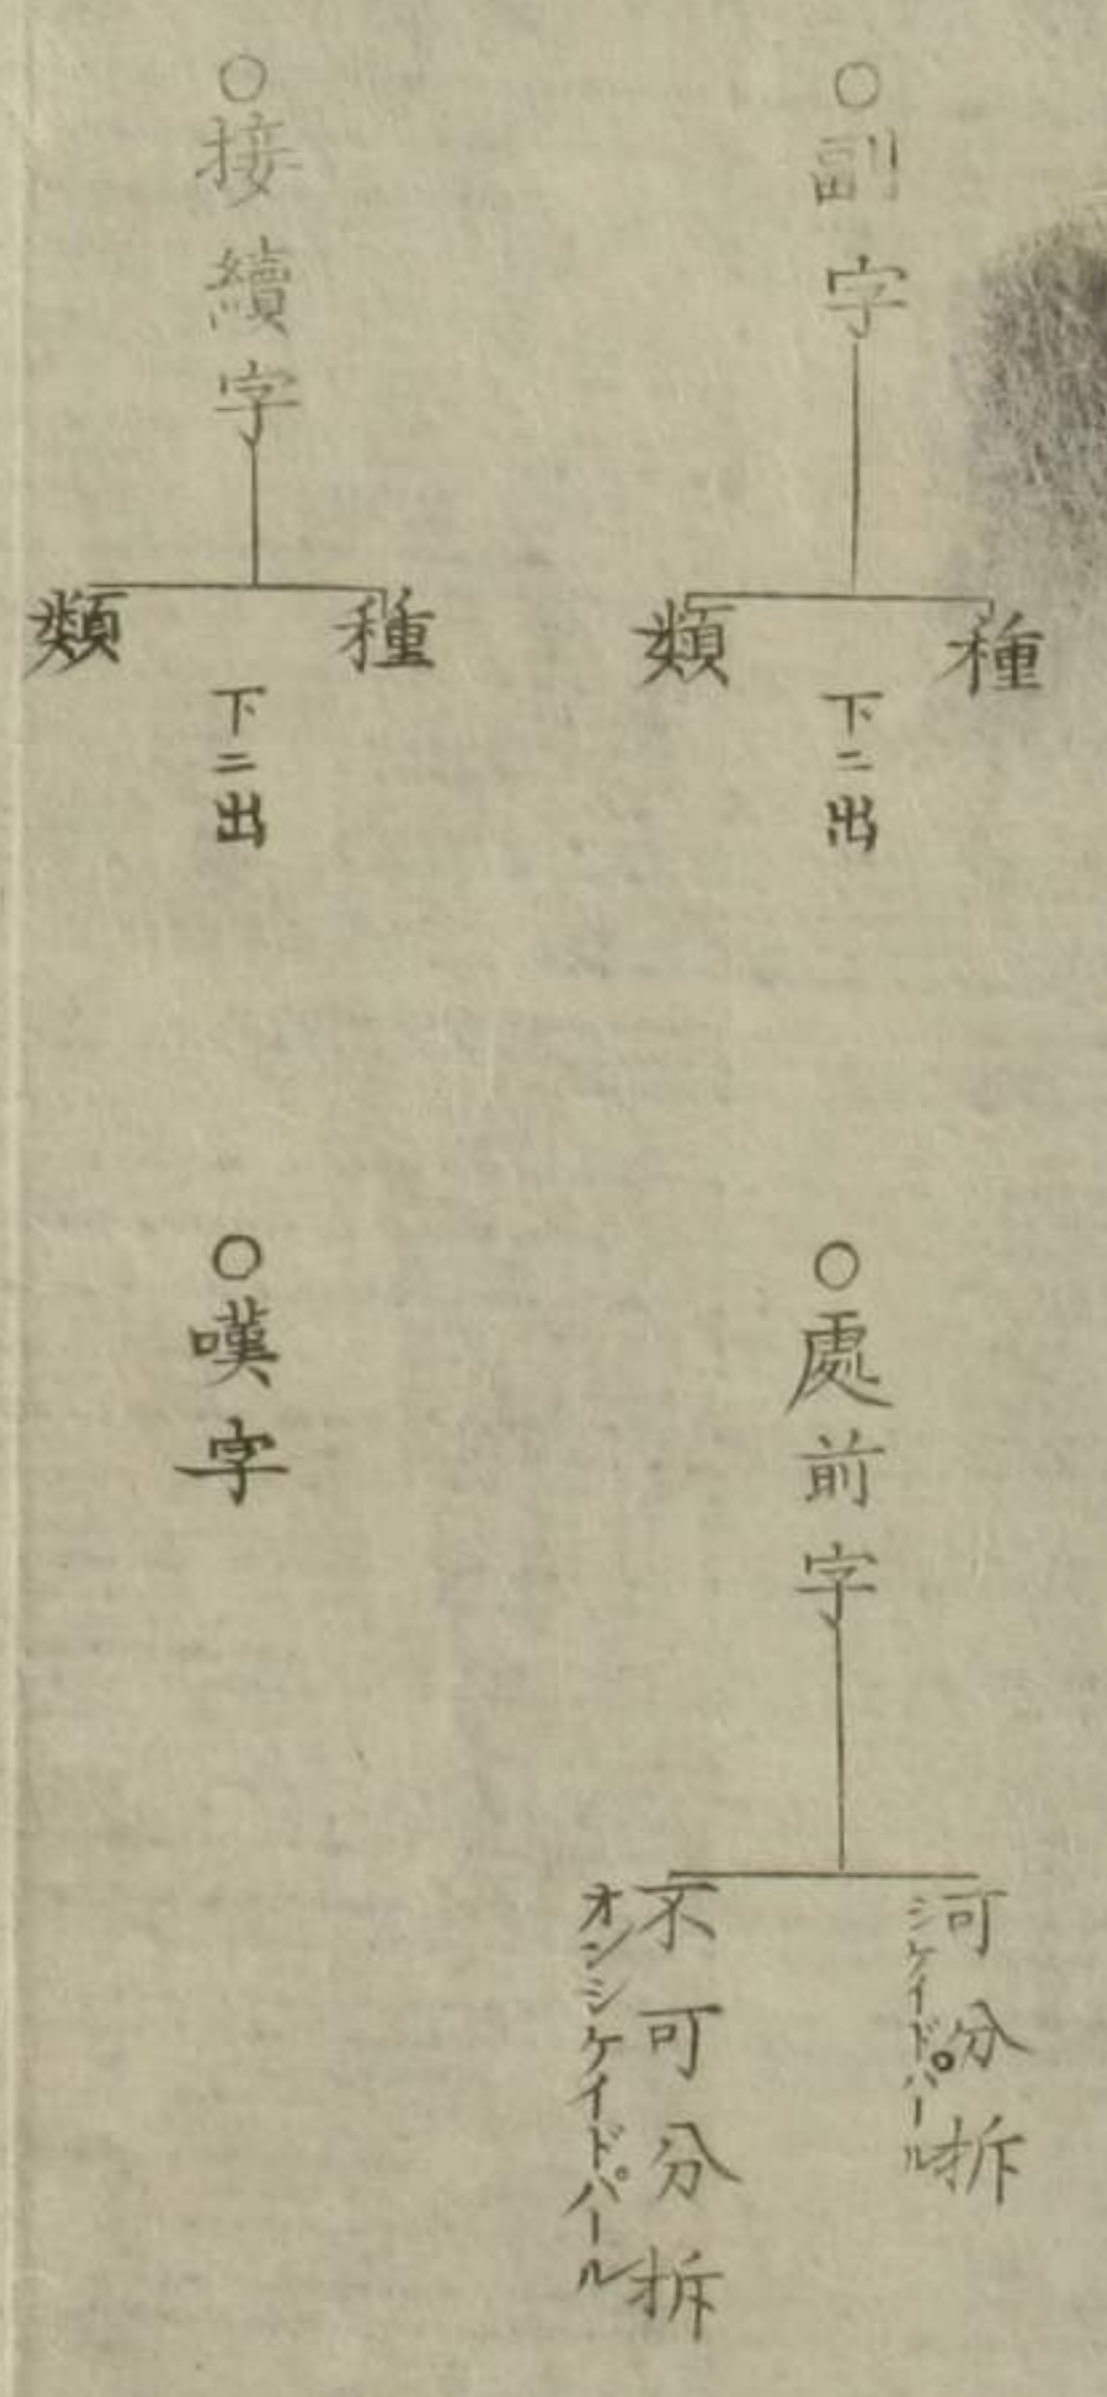 ○副字
種
類
下ニ出
○處前字
可分拆
シケイドパール
不可分拆
オンシケイドパール
○接續字
種
類
下ニ出
○嘆字